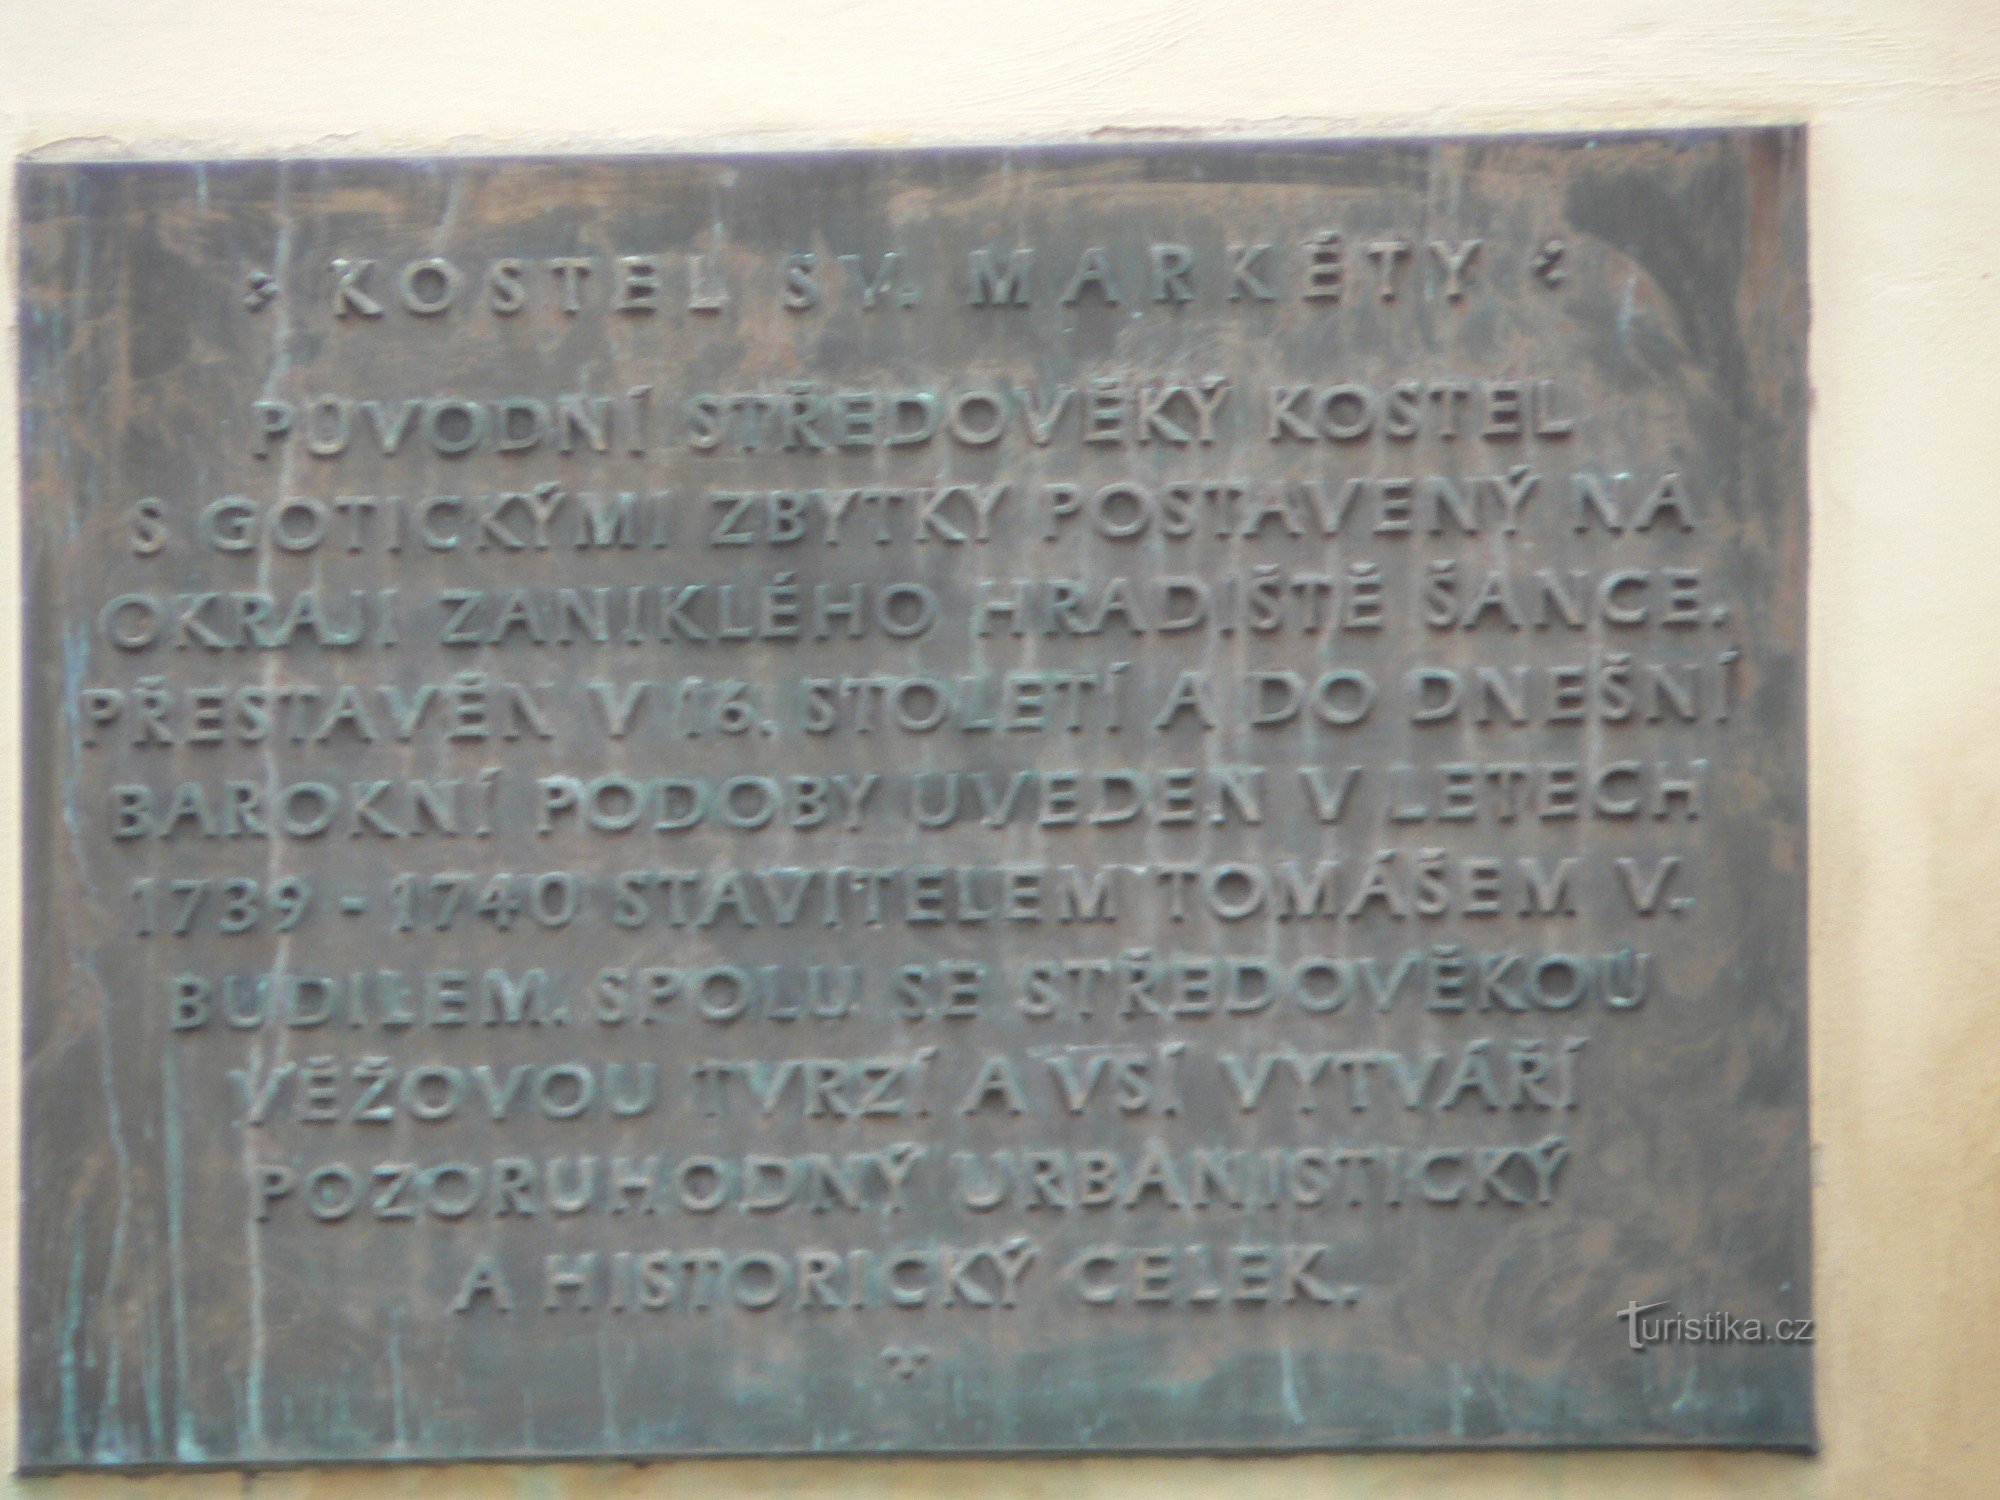 KOSTEL SV. MARKÉTY
PŮVODNÍ STŘEDOVĚKÝ KOSTEL
S GOTICKÝMI ZBYTKY POSTAVENÝ NA
OKRAJI ZANIKLÉHO HRADIŠTĚ ŠANCE.
PŘESTAVĚN V 16. STOLETÍ A DO DNEŠNÍ
BAROKNÍ PODOBY UVEDEN V LETECH
1739 - 1740 STAVITELEM TOMÁŠEM V.
BUDILEM. SPOLU SE STŘEDOVĚKOU
VĚŽOVOU TVRZÍ A VSÍ VYTVÁŘÍ
POZORUHODNÝ URBANISTICKÝ
A HISTORICKÝ CELEK.
Turistika.cz